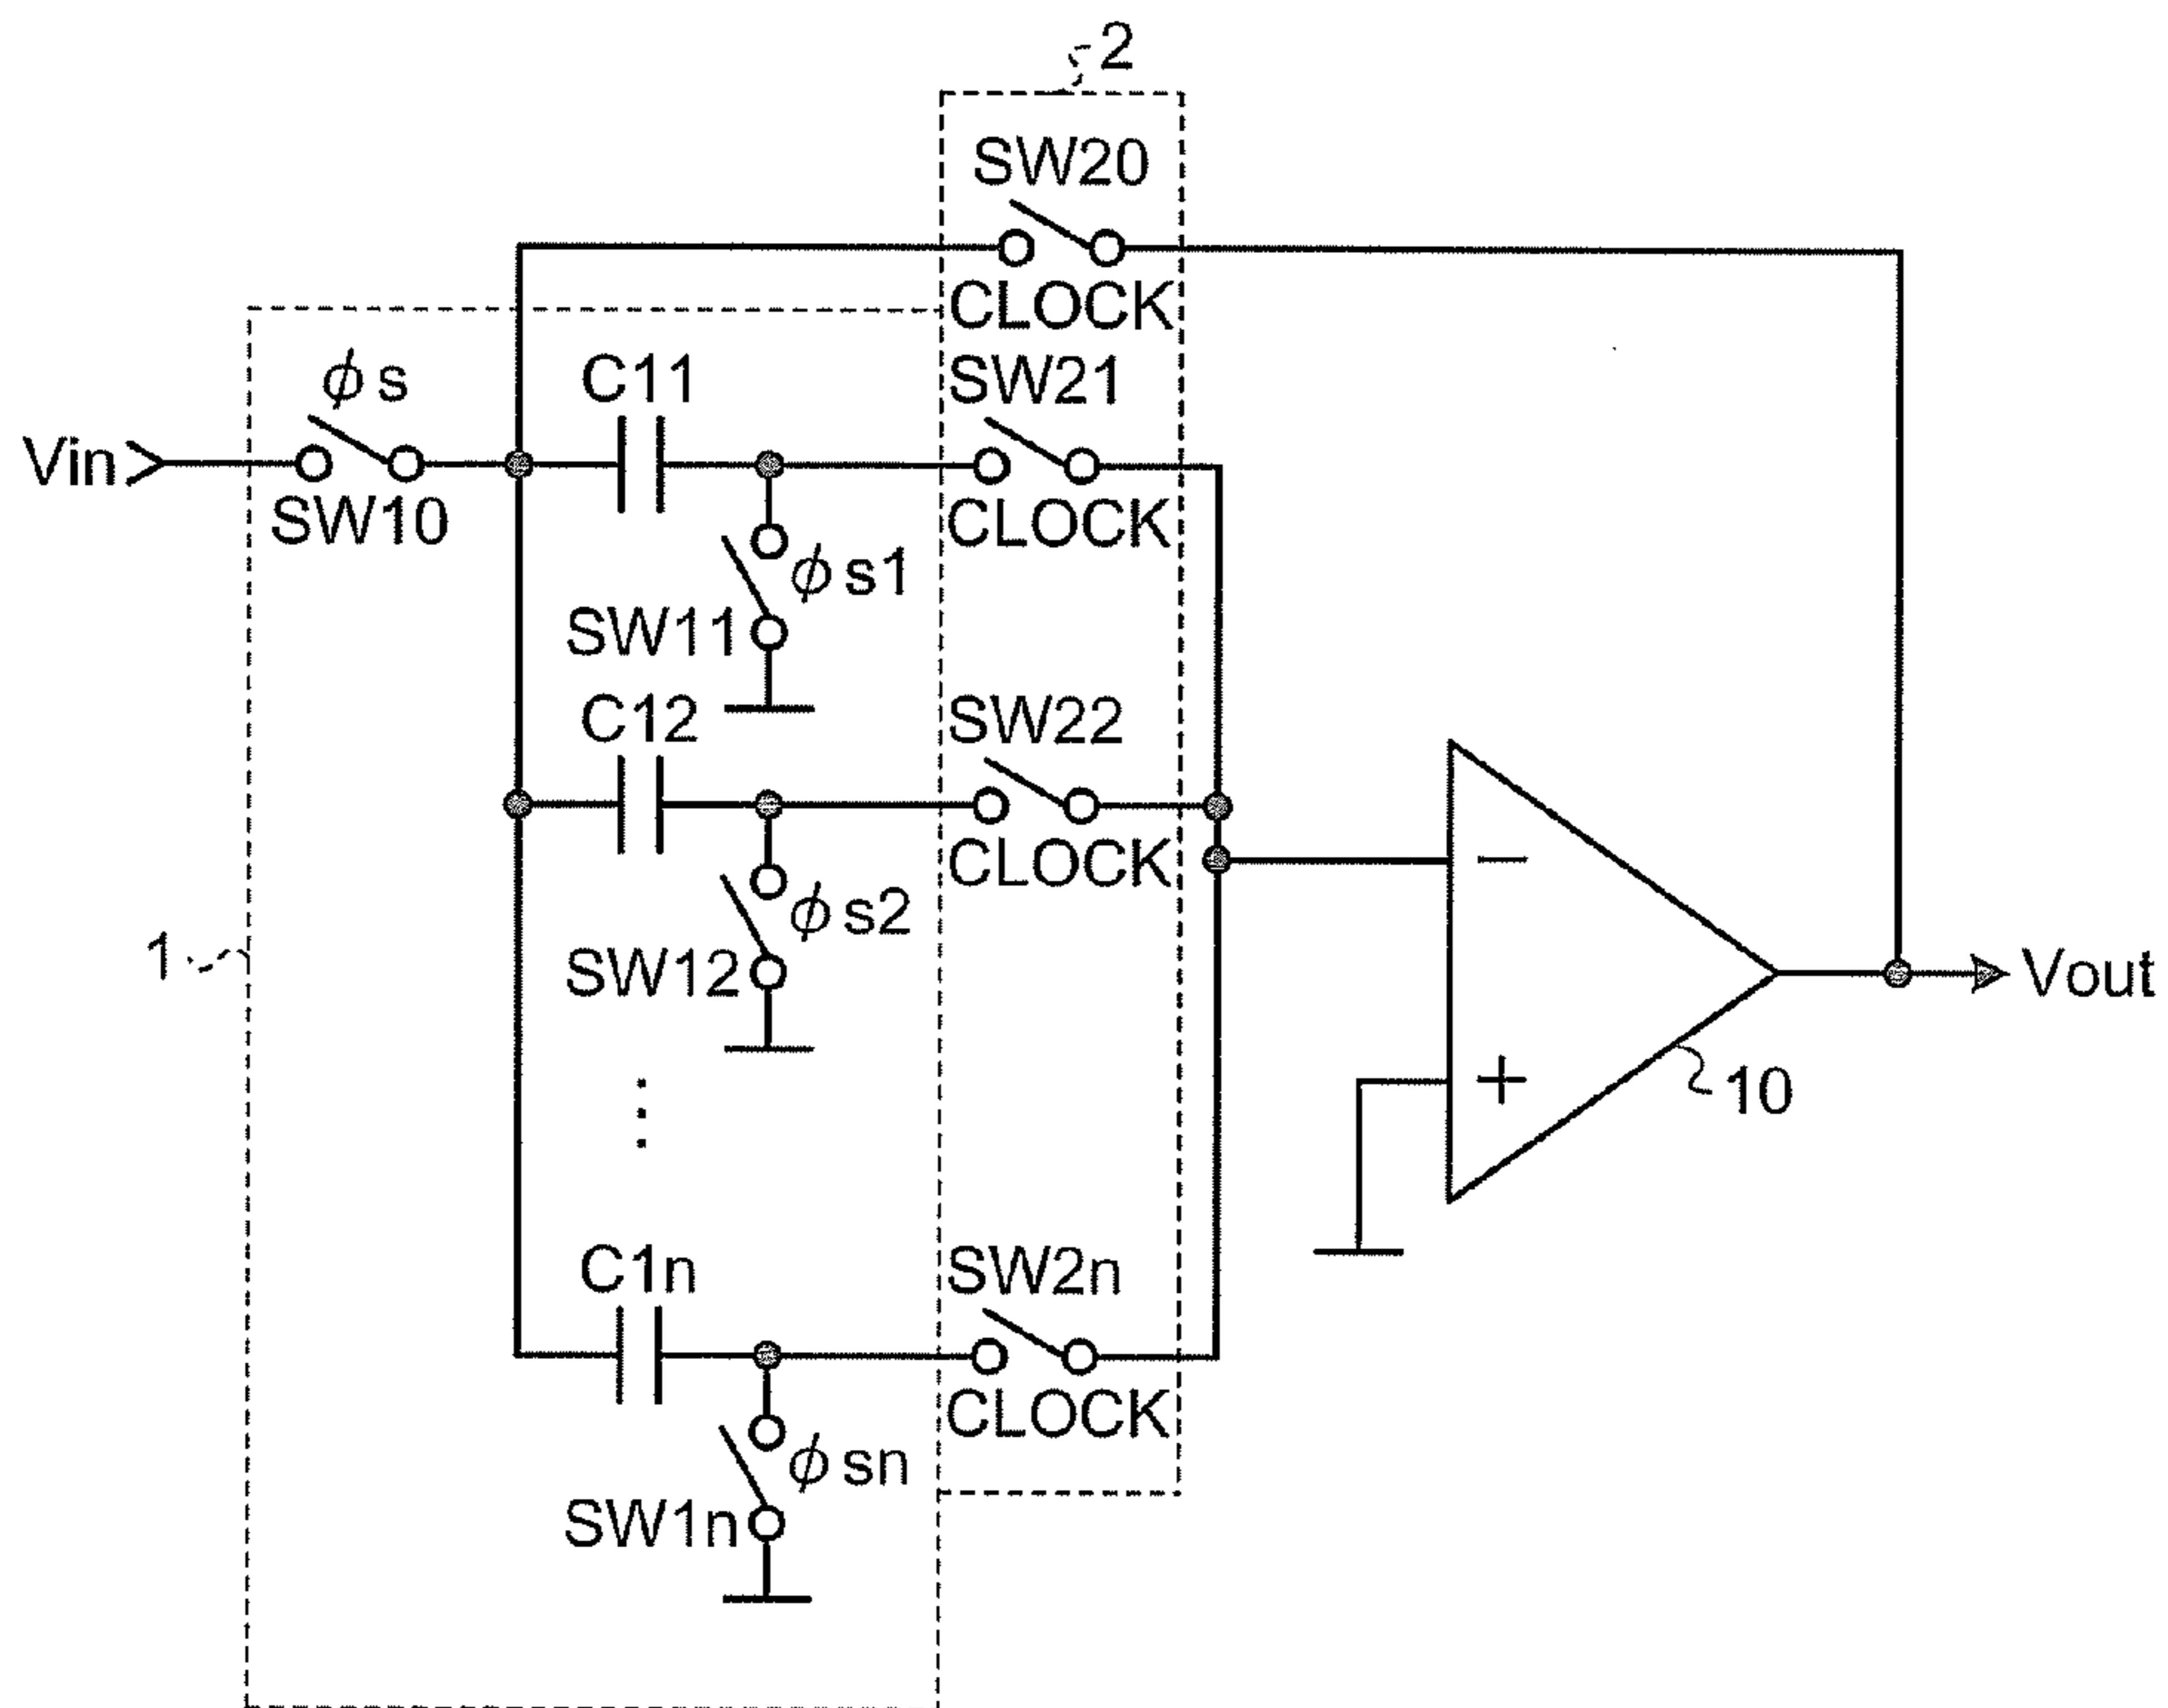 2
SW20
CLOCK
φs
C11
SW21
Vin
SW10
CLOCK
φs1
SW11
C12
SW22
CLOCK
φs2
1
SW12
−
Vout
+
10
C1n
SW2n
CLOCK
φsn
SW1n